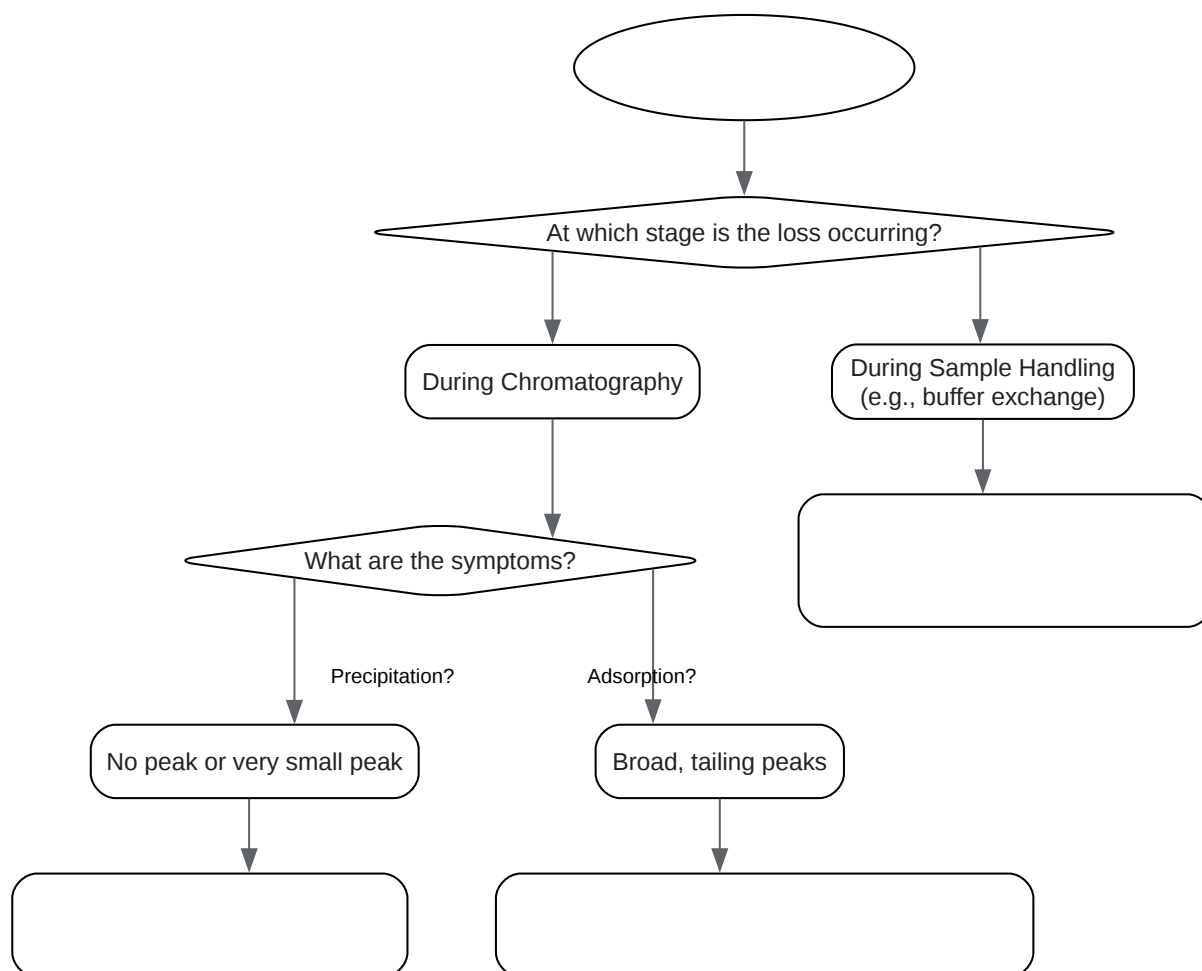 At which stage is the loss occurring?
During Chromatography
During Sample Handling
(e.g., buffer exchange)
What are the symptoms?
Precipitation?
Adsorption?
No peak or very small peak
Broad, tailing peaks